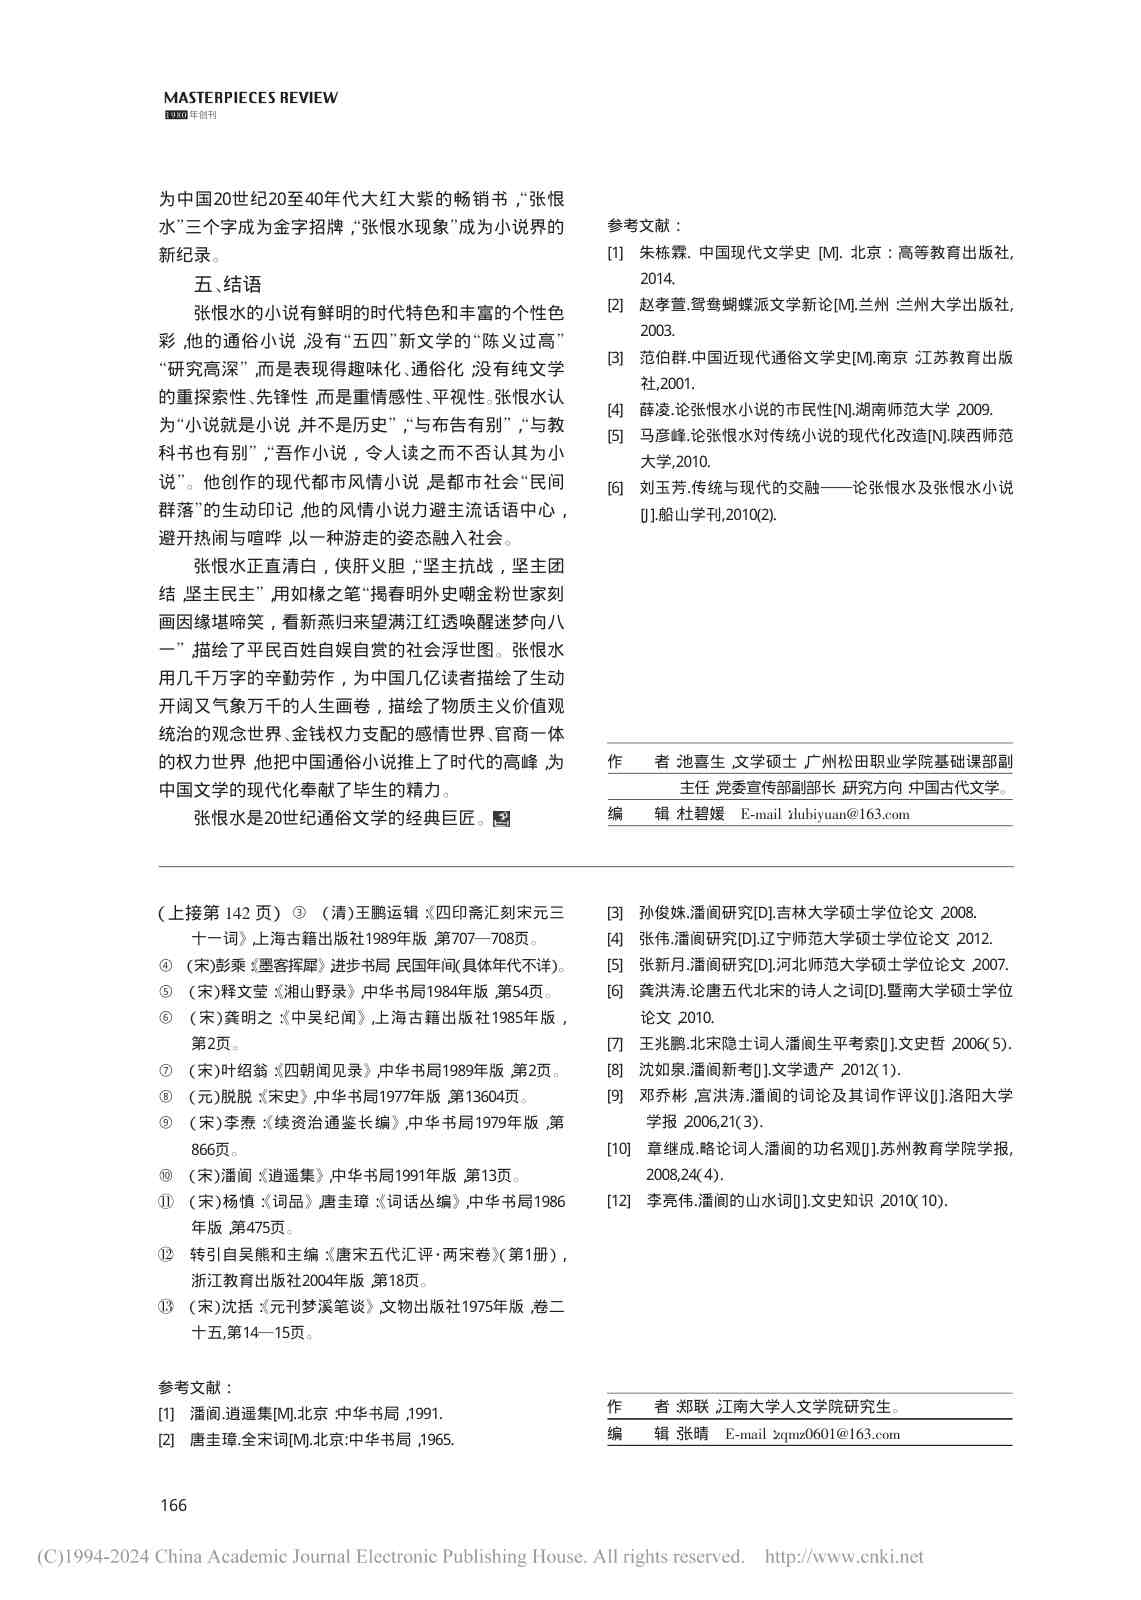 MASTERPIECES REVIEW
1980年创刊
为中国20世纪20至40年代大红大紫的畅销书，“张恨
水”三个字成为金字招牌，“张恨水现象”成为小说界的
新纪录。
五、结语
张恨水的小说有鲜明的时代特色和丰富的个性色
彩，他的通俗小说，没有“五四”新文学的“陈义过高”
“研究高深”，而是表现得趣味化、通俗化，没有纯文学
的重探索性、先锋性，而是重情感性、平视性。张恨水认
为“小说就是小说，并不是历史”，“与布告有别”，“与教
科书也有别”，“吾作小说，令人读之而不否认其为小
说”。他创作的现代都市风情小说，是都市社会“民间
群落”的生动印记，他的风情小说力避主流话语中心，
避开热闹与喧哗，以一种游走的姿态融入社会。
张恨水正直清白，侠肝义胆，“坚主抗战，坚主团
结，坚主民主”，用如椽之笔“揭春明外史嘲金粉世家刻
画因缘堪啼笑，看新燕归来望满江红透唤醒迷梦向八
一”，描绘了平民百姓自娱自赏的社会浮世图。张恨水
用几千万字的辛勤劳作，为中国几亿读者描绘了生动
开阔又气象万千的人生画卷，描绘了物质主义价值观
统治的观念世界、金钱权力支配的感情世界、官商一体
的权力世界，他把中国通俗小说推上了时代的高峰，为
中国文学的现代化奉献了毕生的精力。
张恨水是20世纪通俗文学的经典巨匠。
参考文献：
[1] 朱栋霖. 中国现代文学史 [M]. 北京：高等教育出版社,
2014.
[2] 赵孝萱.鸳鸯蝴蝶派文学新论[M].兰州：兰州大学出版社,
2003.
[3] 范伯群.中国近现代通俗文学史[M].南京：江苏教育出版
社,2001.
[4] 薛凌.论张恨水小说的市民性[N].湖南师范大学，2009.
[5] 马彦峰.论张恨水对传统小说的现代化改造[N].陕西师范
大学,2010.
[6] 刘玉芳.传统与现代的交融——论张恨水及张恨水小说
[J].船山学刊,2010(2).
作　者：池喜生，文学硕士，广州松田职业学院基础课部副
主任，党委宣传部副部长，研究方向：中国古代文学。
编　辑：杜碧媛　E-mail：dubiyuan@163.com
（上接第 142 页）③ （清）王鹏运辑：《四印斋汇刻宋元三
十一词》，上海古籍出版社1989年版，第707—708页。
④ （宋）彭乘：《墨客挥犀》，进步书局，民国年间（具体年代不详）。
⑤ （宋）释文莹：《湘山野录》，中华书局1984年版，第54页。
⑥ （宋）龚明之：《中吴纪闻》，上海古籍出版社1985年版，
第2页。
⑦ （宋）叶绍翁：《四朝闻见录》，中华书局1989年版，第2页。
⑧ （元）脱脱：《宋史》，中华书局1977年版，第13604页。
⑨ （宋）李焘：《续资治通鉴长编》，中华书局1979年版，第
866页。
⑩ （宋）潘阆：《逍遥集》，中华书局1991年版，第13页。
⑪ （宋）杨慎：《词品》，唐圭璋：《词话丛编》，中华书局1986
年版，第475页。
⑫ 转引自吴熊和主编：《唐宋五代汇评·两宋卷》（第1册），
浙江教育出版社2004年版，第18页。
⑬ （宋）沈括：《元刊梦溪笔谈》，文物出版社1975年版，卷二
十五,第14—15页。
参考文献：
[1] 潘阆.逍遥集[M].北京：中华书局，1991.
[2] 唐圭璋.全宋词[M].北京:中华书局，1965.
[3] 孙俊姝.潘阆研究[D].吉林大学硕士学位论文，2008.
[4] 张伟.潘阆研究[D].辽宁师范大学硕士学位论文，2012.
[5] 张新月.潘阆研究[D].河北师范大学硕士学位论文，2007.
[6] 龚洪涛.论唐五代北宋的诗人之词[D].暨南大学硕士学位
论文，2010.
[7] 王兆鹏.北宋隐士词人潘阆生平考索[J].文史哲，2006(5).
[8] 沈如泉.潘阆新考[J].文学遗产，2012(1).
[9] 邓乔彬，宫洪涛.潘阆的词论及其词作评议[J].洛阳大学
学报，2006,21(3).
[10] 章继成.略论词人潘阆的功名观[J].苏州教育学院学报,
2008,24(4).
[12] 李亮伟.潘阆的山水词[J].文史知识，2010(10).
作　者：郑联，江南大学人文学院研究生。
编　辑：张晴　E-mail：zqmz0601@163.com
166
(C)1994-2024 China Academic Journal Electronic Publishing House. All rights reserved. http://www.cnki.net